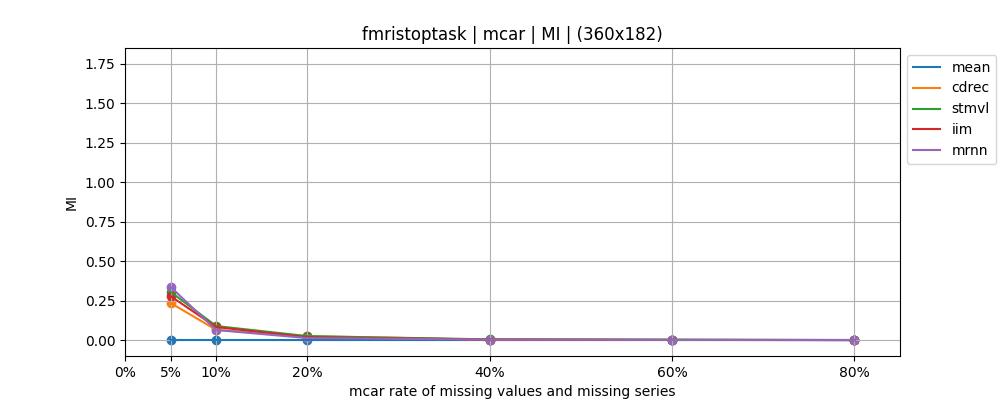 fmristoptask | mcar | MI | (360x182)
1.75
1.50
1.25
1.00
0.75
0.50
0.25
0.00
MI
0%
5%
10%
20%
40%
60%
80%
mcar rate of missing values and missing series
mean
cdrec
stmvl
iim
mrnn